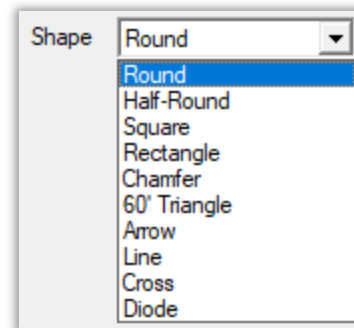 Shape Round
Round
Half-Round
Square
Rectangle
Chamfer
60' Triangle
Arrow
Line
Cross
Diode